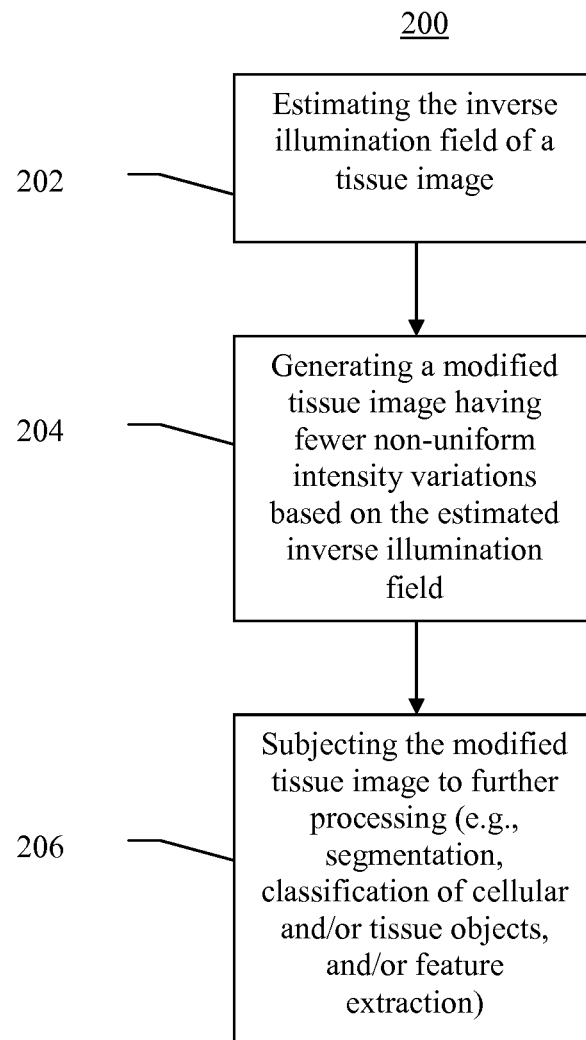 200
202
Estimating the inverse
illumination field of a
tissue image
204
Generating a modified
tissue image having
fewer non-uniform
intensity variations
based on the estimated
inverse illumination
field
206
Subjecting the modified
tissue image to further
processing (e.g.,
segmentation,
classification of cellular
and/or tissue objects,
and/or feature
extraction)